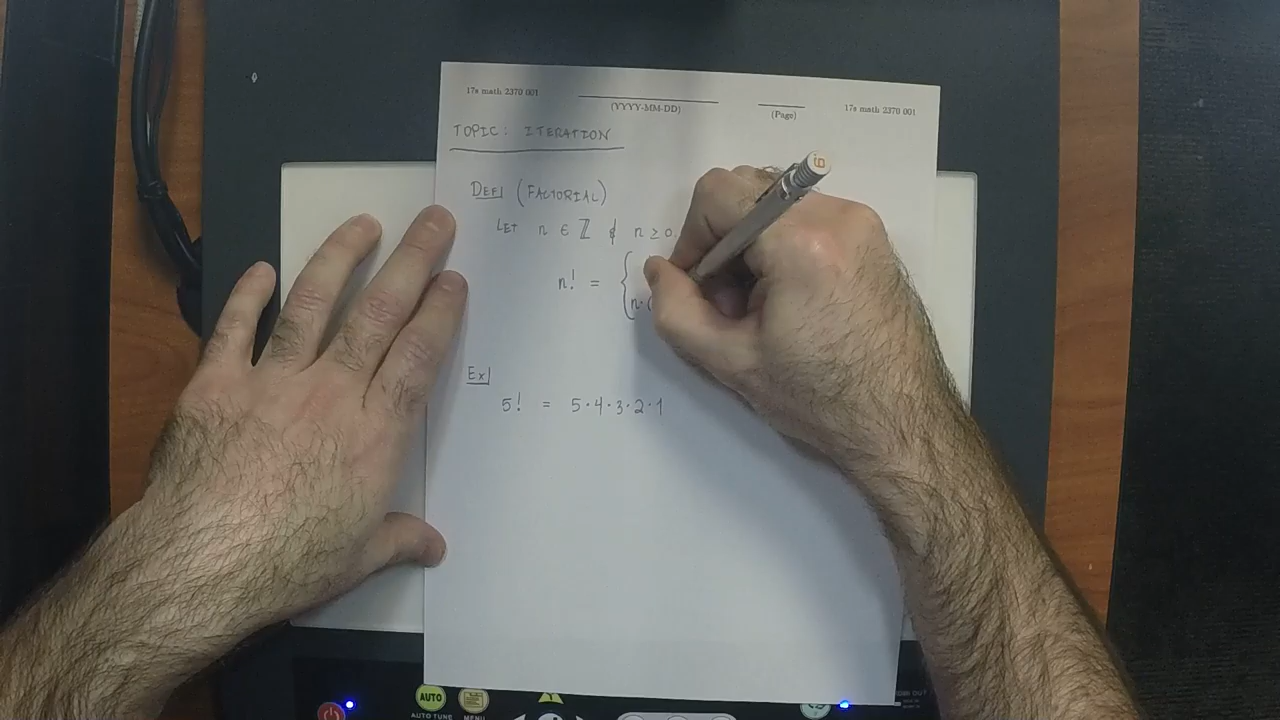 17s math 2370 001 (YYYY-MM-DD) (Page) 17s math 2370 001
TOPIC: ITERATION
DEF (FACTORIAL)
LET n ∈ ℤ & n ≥ 0.
n! = {
n·(
Ex
5! = 5·4·3·2·1
AUTO
AUTO TUNE MENU